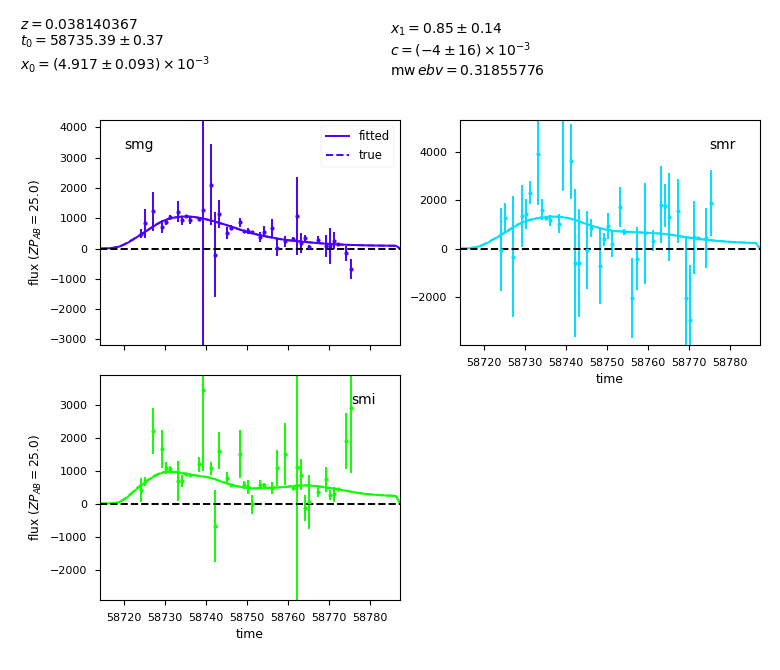 z = 0.038140367
t₀ = 58735.39 ± 0.37
x₀ = (4.917 ± 0.093) × 10⁻³
x₁ = 0.85 ± 0.14
c = (−4 ± 16) × 10⁻³
mw ebv = 0.31855776
smg
fitted
true
4000
3000
2000
1000
0
−1000
−2000
−3000
flux (ZP_AB = 25.0)
smr
4000
2000
0
−2000
58720 58730 58740 58750 58760 58770 58780
time
smi
3000
2000
1000
0
−1000
−2000
flux (ZP_AB = 25.0)
58720 58730 58740 58750 58760 58770 58780
time